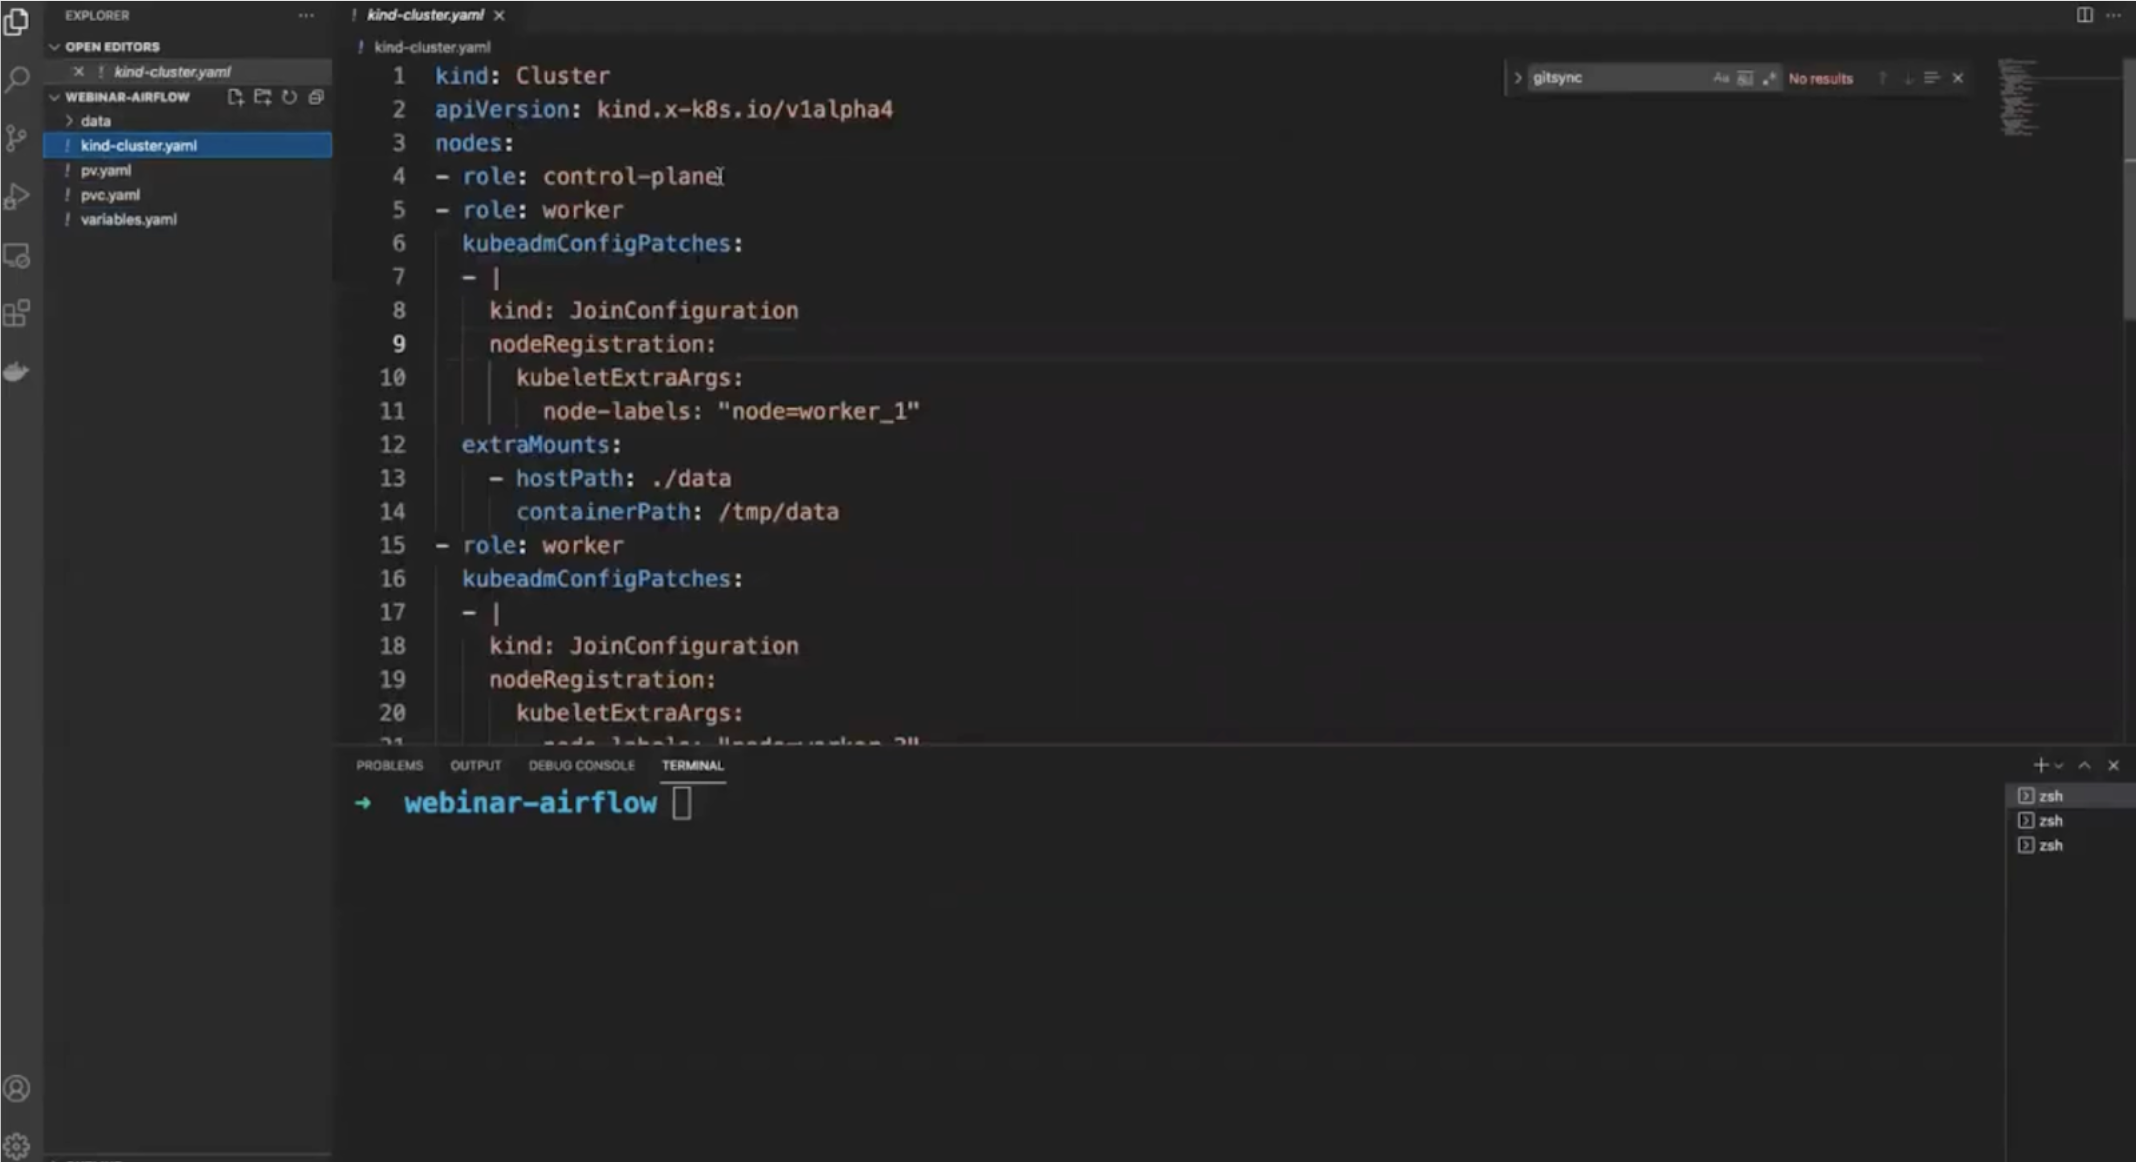 EXPLORER
OPEN EDITORS
kind-cluster.yaml
WEBINAR-AIRFLOW
data
! kind-cluster.yaml
! pv.yaml
! pvc.yaml
! variables.yaml
! kind-cluster.yaml
! kind-cluster.yaml
gitsync
No results
1 kind: Cluster
2 apiVersion: kind.x-k8s.io/v1alpha4
3 nodes:
4 - role: control-plane
5 - role: worker
6 kubeadmConfigPatches:
7 - |
8 kind: JoinConfiguration
9 nodeRegistration:
10 kubeletExtraArgs:
11 node-labels: "node=worker_1"
12 extraMounts:
13 - hostPath: ./data
14 containerPath: /tmp/data
15 - role: worker
16 kubeadmConfigPatches:
17 - |
18 kind: JoinConfiguration
19 nodeRegistration:
20 kubeletExtraArgs:
PROBLEMS OUTPUT DEBUG CONSOLE TERMINAL
➜ webinar-airflow
zsh
zsh
zsh